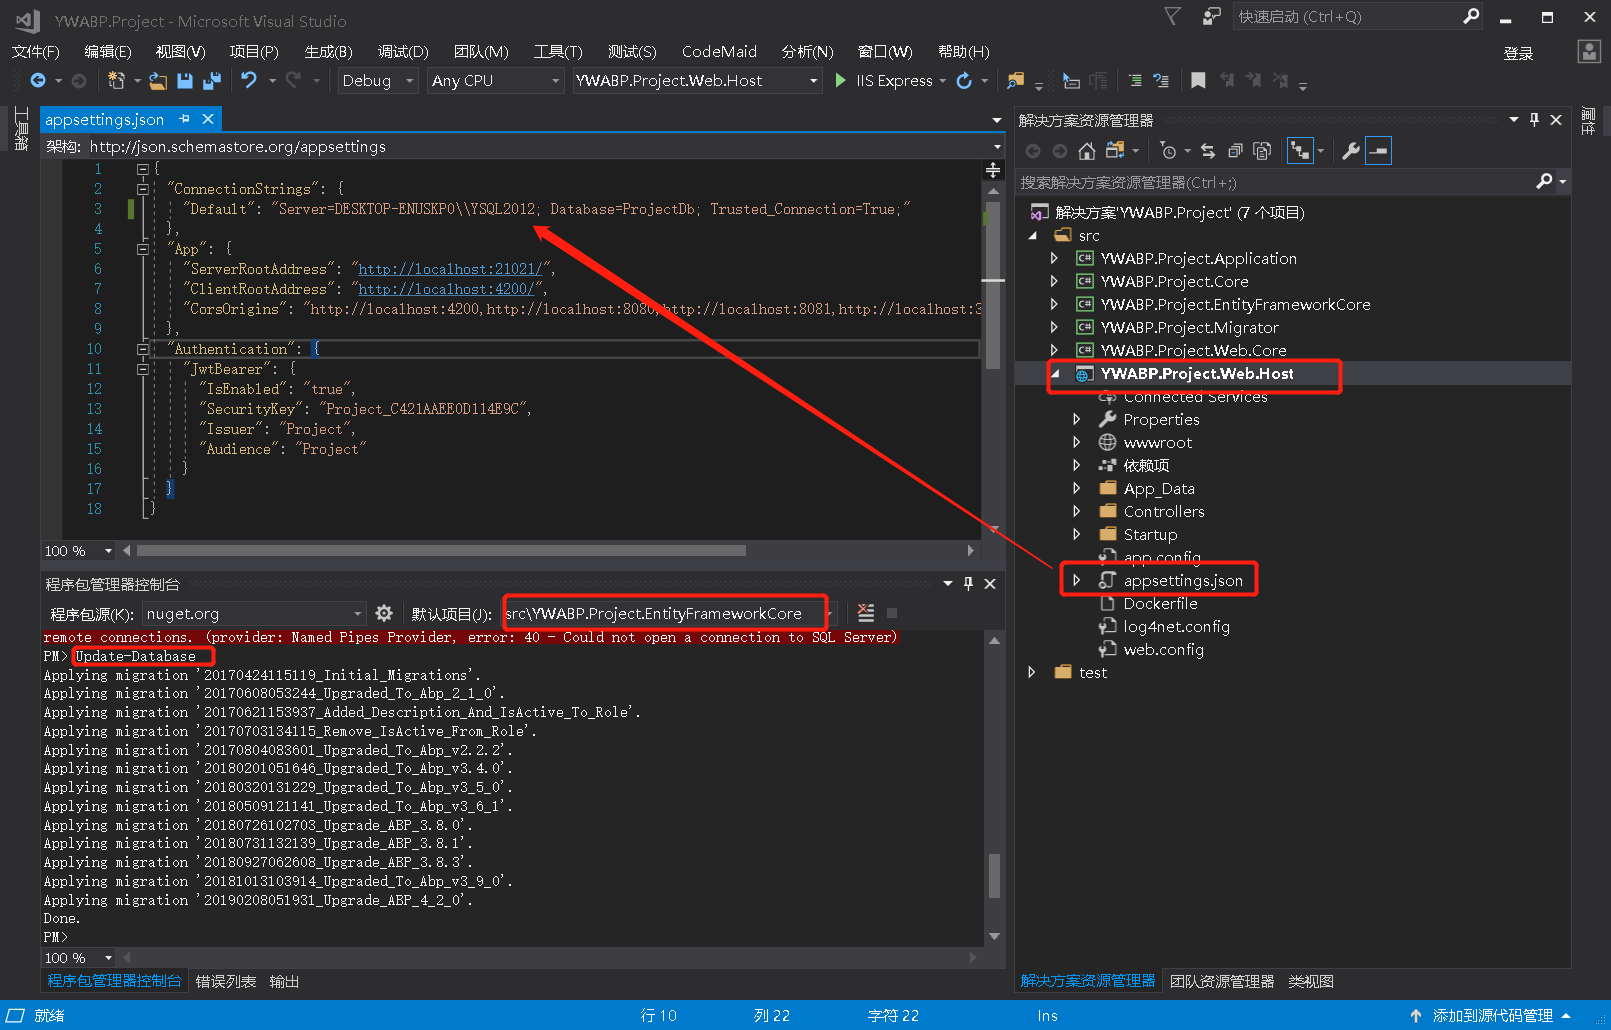 YWABP.Project - Microsoft Visual Studio
快速启动 (Ctrl+Q)
文件(F) 编辑(E) 视图(V) 项目(P) 生成(B) 调试(D) 团队(M) 工具(T) 测试(S) CodeMaid 分析(N) 窗口(W) 帮助(H)
登录
Debug Any CPU YWABP.Project.Web.Host IIS Express
工具箱
appsettings.json
架构: http://json.schemastore.org/appsettings
1 {
2 "ConnectionStrings": {
3 "Default": "Server=DESKTOP-ENUSKP0\\YSQL2012; Database=ProjectDb; Trusted_Connection=True;"
4 },
5 "App": {
6 "ServerRootAddress": "http://localhost:21021/",
7 "ClientRootAddress": "http://localhost:4200/",
8 "CorsOrigins": "http://localhost:4200,http://localhost:8080,http://localhost:8081,http://localhost:3
9 },
10 "Authentication": {
11 "JwtBearer": {
12 "IsEnabled": "true",
13 "SecurityKey": "Project_C421AAEE0D114E9C",
14 "Issuer": "Project",
15 "Audience": "Project"
16 }
17 }
18 }
100 %
程序包管理器控制台
程序包源(K): nuget.org 默认项目(J): src\YWABP.Project.EntityFrameworkCore
remote connections. (provider: Named Pipes Provider, error: 40 - Could not open a connection to SQL Server)
PM> Update-Database
Applying migration '20170424115119_Initial_Migrations'.
Applying migration '20170608053244_Upgraded_To_Abp_2_1_0'.
Applying migration '20170621153937_Added_Description_And_IsActive_To_Role'.
Applying migration '20170703134115_Remove_IsActive_From_Role'.
Applying migration '20170804083601_Upgraded_To_Abp_v2.2.2'.
Applying migration '20180201051646_Upgraded_To_Abp_v3.4.0'.
Applying migration '20180320131229_Upgraded_To_Abp_v3_5_0'.
Applying migration '20180509121141_Upgraded_To_Abp_v3_6_1'.
Applying migration '20180726102703_Upgrade_ABP_3.8.0'.
Applying migration '20180731132139_Upgrade_ABP_3.8.1'.
Applying migration '20180927062608_Upgrade_ABP_3.8.3'.
Applying migration '20181013103914_Upgraded_To_Abp_v3_9_0'.
Applying migration '20190208051931_Upgrade_ABP_4_2_0'.
Done.
PM>
100 %
程序包管理器控制台 错误列表 输出
解决方案资源管理器
搜索解决方案资源管理器(Ctrl+;)
解决方案'YWABP.Project' (7 个项目)
src
C# YWABP.Project.Application
C# YWABP.Project.Core
C# YWABP.Project.EntityFrameworkCore
C# YWABP.Project.Migrator
C# YWABP.Project.Web.Core
YWABP.Project.Web.Host
Connected Services
Properties
wwwroot
依赖项
App_Data
Controllers
Startup
app.config
appsettings.json
Dockerfile
log4net.config
web.config
test
解决方案资源管理器 团队资源管理器 类视图
属性
就绪 行 10 列 22 字符 22 Ins 添加到源代码管理